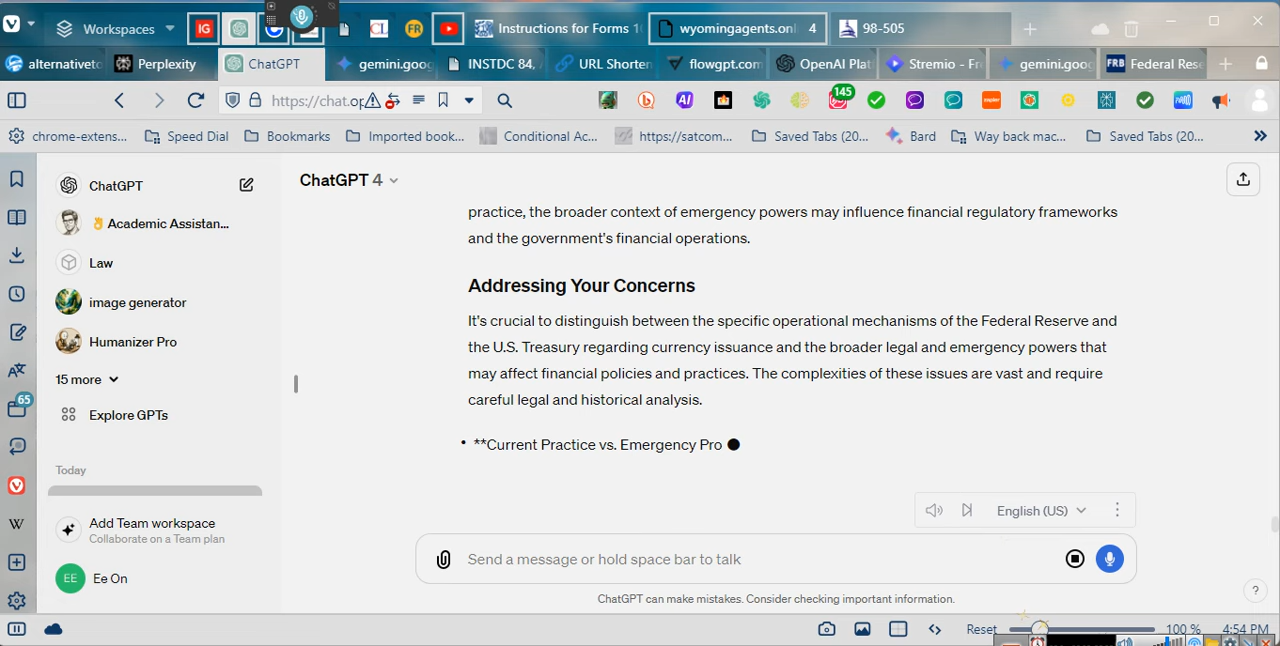 Workspaces
IG
CL
FR
Instructions for Forms 1
wyomingagents.onl
4
98-505
alternativeto
Perplexity
ChatGPT
gemini.goog
INSTDC 84,
URL Shorten
flowgpt.com
OpenAI Plat
Stremio - Fr
gemini.goog
FRB
Federal Rese
https://chat.op
145
chrome-extens...
Speed Dial
Bookmarks
Imported book...
Conditional Ac...
https://satcom...
Saved Tabs (20...
Bard
Way back mac...
Saved Tabs (20...
ChatGPT
Academic Assistan...
Law
image generator
Humanizer Pro
15 more
Explore GPTs
Today
Add Team workspace
Collaborate on a Team plan
EE
Ee On
65
W
ChatGPT 4
practice, the broader context of emergency powers may influence financial regulatory frameworks
and the government's financial operations.
Addressing Your Concerns
It's crucial to distinguish between the specific operational mechanisms of the Federal Reserve and
the U.S. Treasury regarding currency issuance and the broader legal and emergency powers that
may affect financial policies and practices. The complexities of these issues are vast and require
careful legal and historical analysis.
• **Current Practice vs. Emergency Pro
English (US)
Send a message or hold space bar to talk
ChatGPT can make mistakes. Consider checking important information.
?
Reset
100 %
4:54 PM